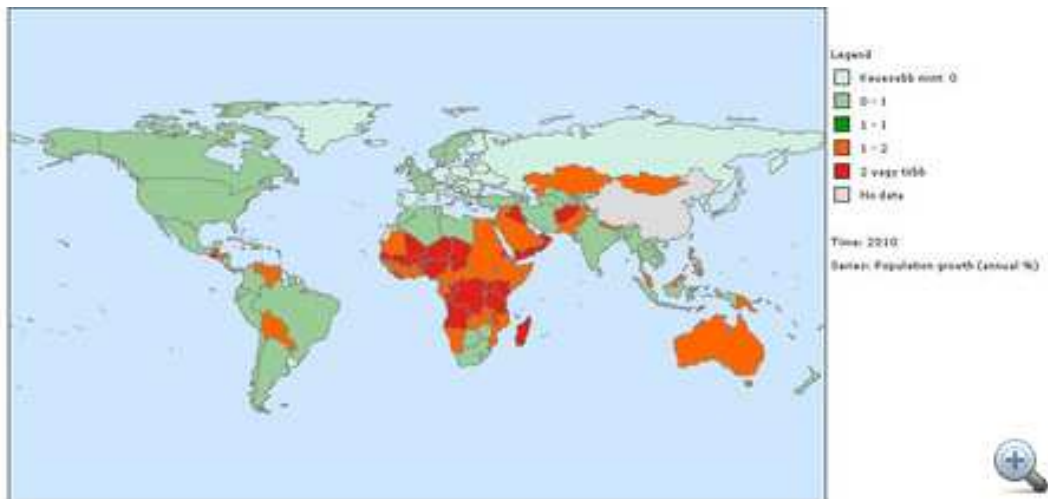 Legend
Kevesebb mint 0
0 - 1
1 - 1
1 - 2
2 vagy több
No data
Time: 2010
Series: Population growth (annual %)